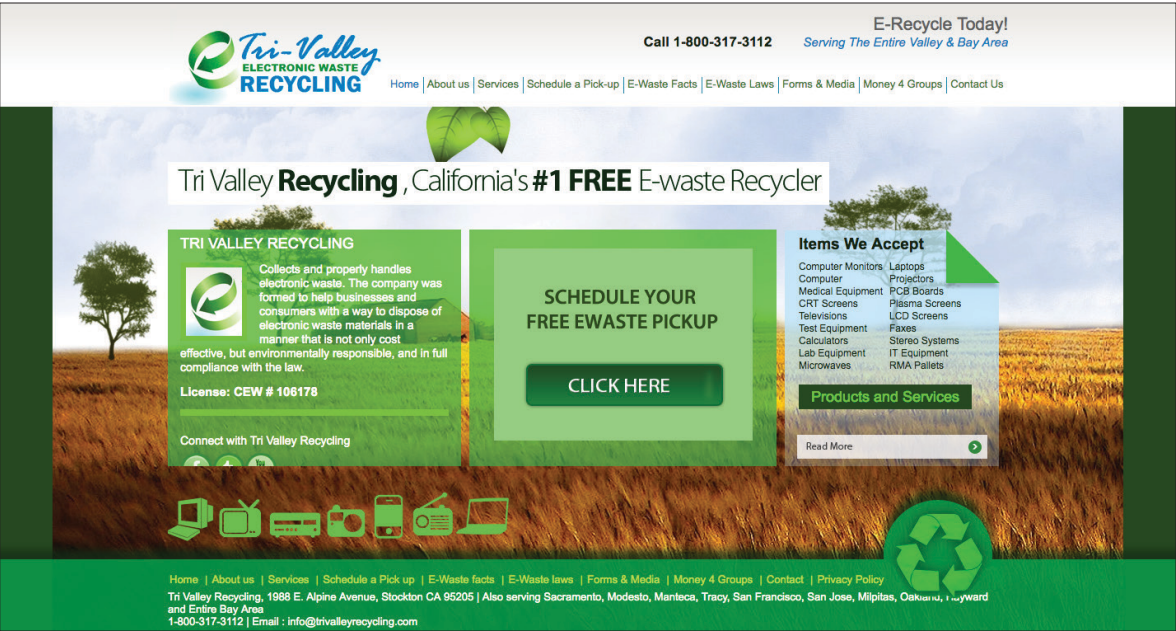 E-Recycle Today!
Call 1-800-317-3112
Serving The Entire Valley & Bay Area
Tri-Valley
ELECTRONIC WASTE
RECYCLING
Home | About us | Services | Schedule a Pick-up | E-Waste Facts | E-Waste Laws | Forms & Media | Money 4 Groups | Contact Us
Tri Valley Recycling , California's #1 FREE E-waste Recycler
TRI VALLEY RECYCLING
Collects and properly handles
electronic waste. The company was
formed to help businesses and
consumers with a way to dispose of
electronic waste materials in a
manner that is not only cost
effective, but environmentally responsible, and in full
compliance with the law.
License: CEW # 106178
Connect with Tri Valley Recycling
SCHEDULE YOUR
FREE EWASTE PICKUP
CLICK HERE
Items We Accept
Computer Monitors Laptops
Computer Projectors
Medical Equipment PCB Boards
CRT Screens Plasma Screens
Televisions LCD Screens
Test Equipment Faxes
Calculators Stereo Systems
Lab Equipment IT Equipment
Microwaves RMA Pallets
Products and Services
Read More
Home | About us | Services | Schedule a Pick up | E-Waste facts | E-Waste laws | Forms & Media | Money 4 Groups | Contact | Privacy Policy
Tri Valley Recycling, 1988 E. Alpine Avenue, Stockton CA 95205 | Also serving Sacramento, Modesto, Manteca, Tracy, San Francisco, San Jose, Milpitas, Oakland, Hayward
and Entire Bay Area
1-800-317-3112 | Email : info@trivalleyrecycling.com